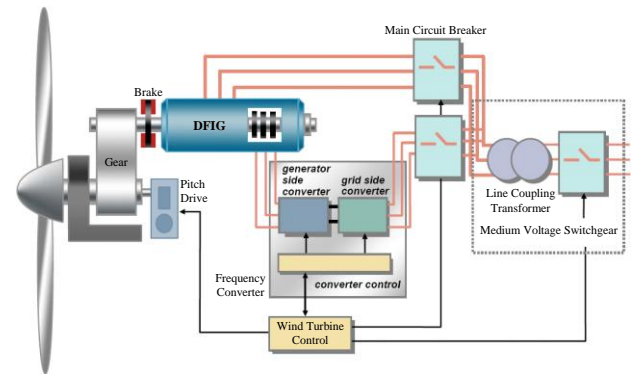 Main Circuit Breaker
Brake
DFIG
Gear
generator
side
converter
grid side
converter
Pitch
Drive
Line Coupling
Transformer
Medium Voltage Switchgear
Frequency
Converter
converter control
Wind Turbine
Control